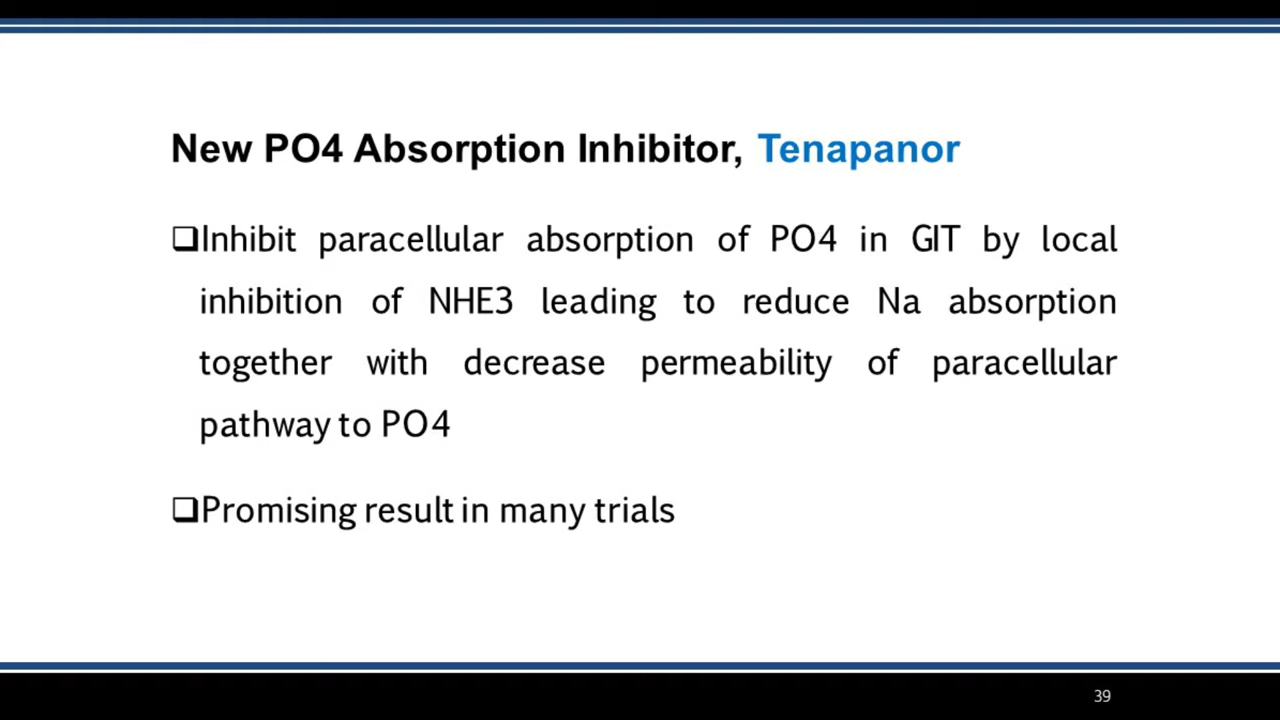 New PO4 Absorption Inhibitor, Tenapanor
❑Inhibit paracellular absorption of PO4 in GIT by local
inhibition of NHE3 leading to reduce Na absorption
together with decrease permeability of paracellular
pathway to PO4
❑Promising result in many trials
39